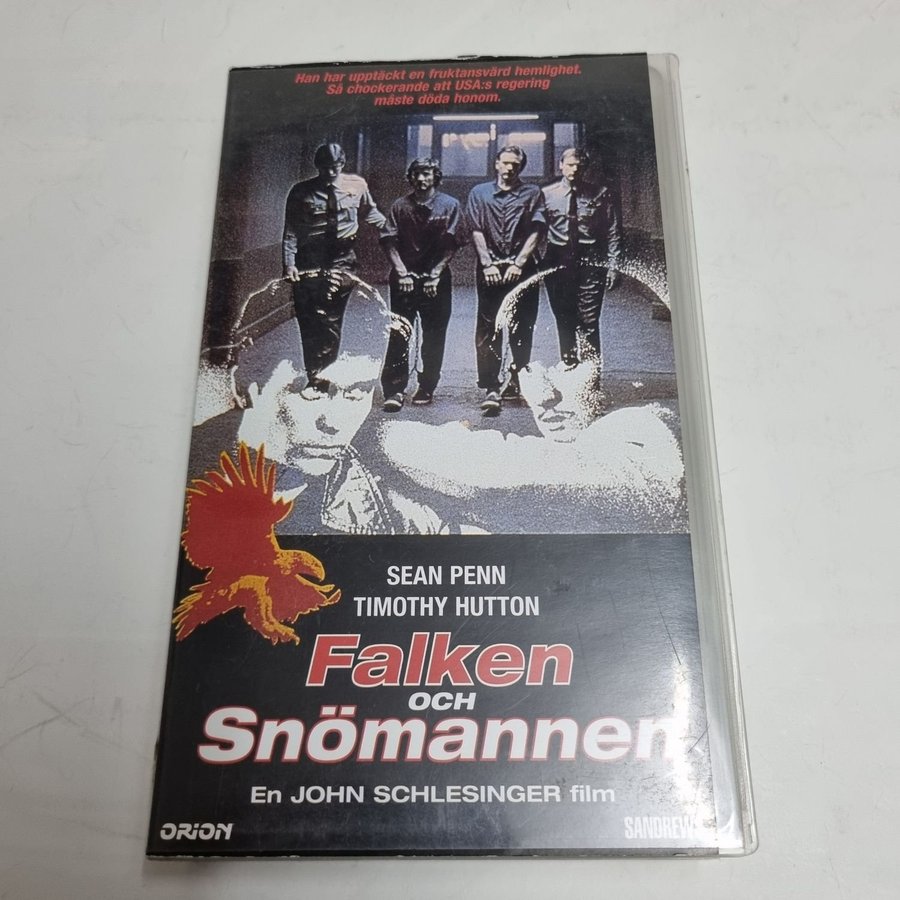 Han har upptäckt en fruktansvärd hemlighet.
Så chockerande att USA:s regering
måste döda honom.
SEAN PENN
TIMOTHY HUTTON
Falken
OCH
Snömannen
En JOHN SCHLESINGER film
ORION SANDREWS